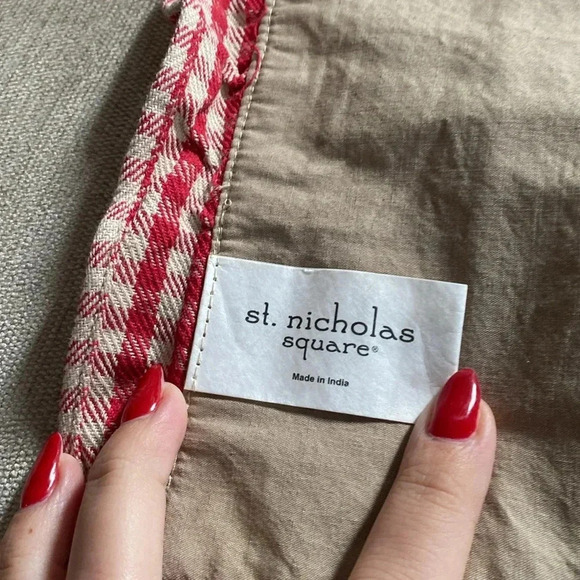 st. nicholas
square®
Made in India